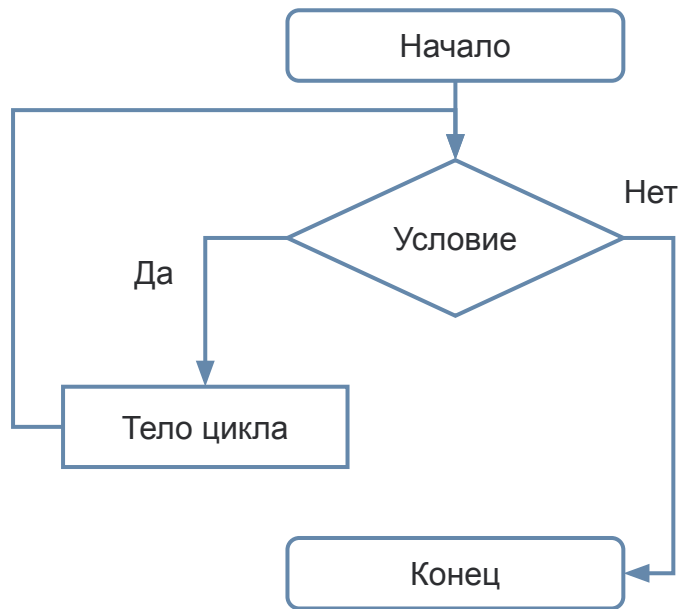 Начало
Нет
Условие
Да
Тело цикла
Конец